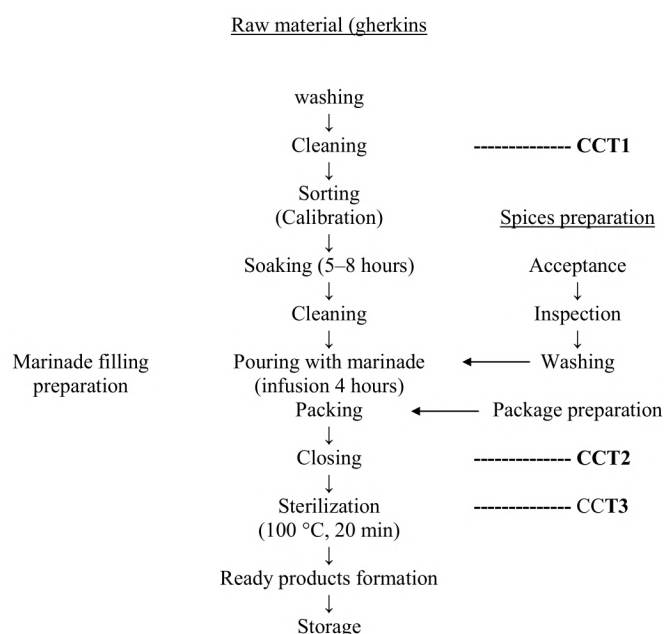 Raw material (gherkins
washing
↓
Cleaning -------------- CCT1
↓
Sorting
(Calibration) Spices preparation
↓
Soaking (5–8 hours) Acceptance
↓ ↓
Cleaning Inspection
↓ ↓
Marinade filling Pouring with marinade ← Washing
preparation (infusion 4 hours)
Packing ← Package preparation
↓
Closing -------------- CCT2
↓
Sterilization -------------- CCT3
(100 °C, 20 min)
↓
Ready products formation
↓
Storage